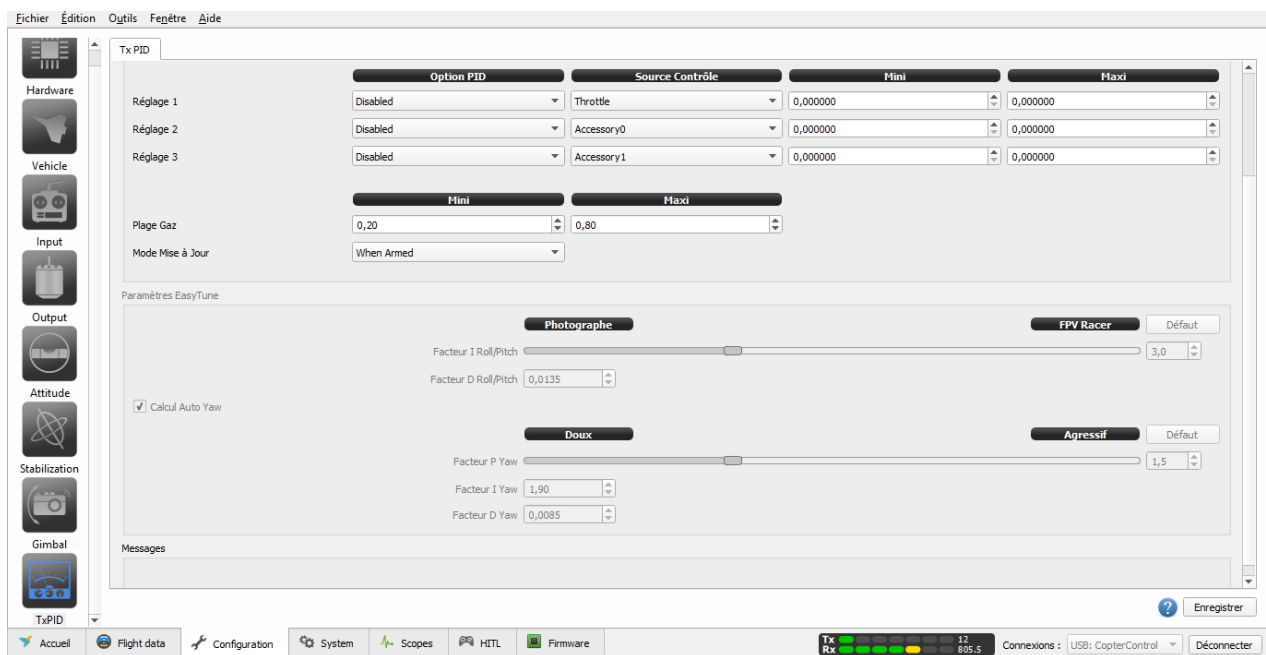 Fichier Édition Outils Fenêtre Aide
Tx PID
Hardware
Vehicle
Input
Output
Attitude
Stabilization
Gimbal
TxPID
Option PID Source Contrôle Mini Maxi
Réglage 1 Disabled Throttle 0,000000 0,000000
Réglage 2 Disabled Accessory0 0,000000 0,000000
Réglage 3 Disabled Accessory1 0,000000 0,000000
Mini Maxi
Plage Gaz 0,20 0,80
Mode Mise à Jour When Armed
Paramètres EasyTune
Photographe FPV Racer Défaut
Facteur I Roll/Pitch 3,0
Facteur D Roll/Pitch 0,0135
Calcul Auto Yaw
Doux Agressif Défaut
Facteur P Yaw 1,5
Facteur I Yaw 1,90
Facteur D Yaw 0,0085
Messages
? Enregistrer
Accueil Flight data Configuration System Scopes HITL Firmware
Tx 12
Rx 805.5
Connexions : USB: CopterControl Déconnecter